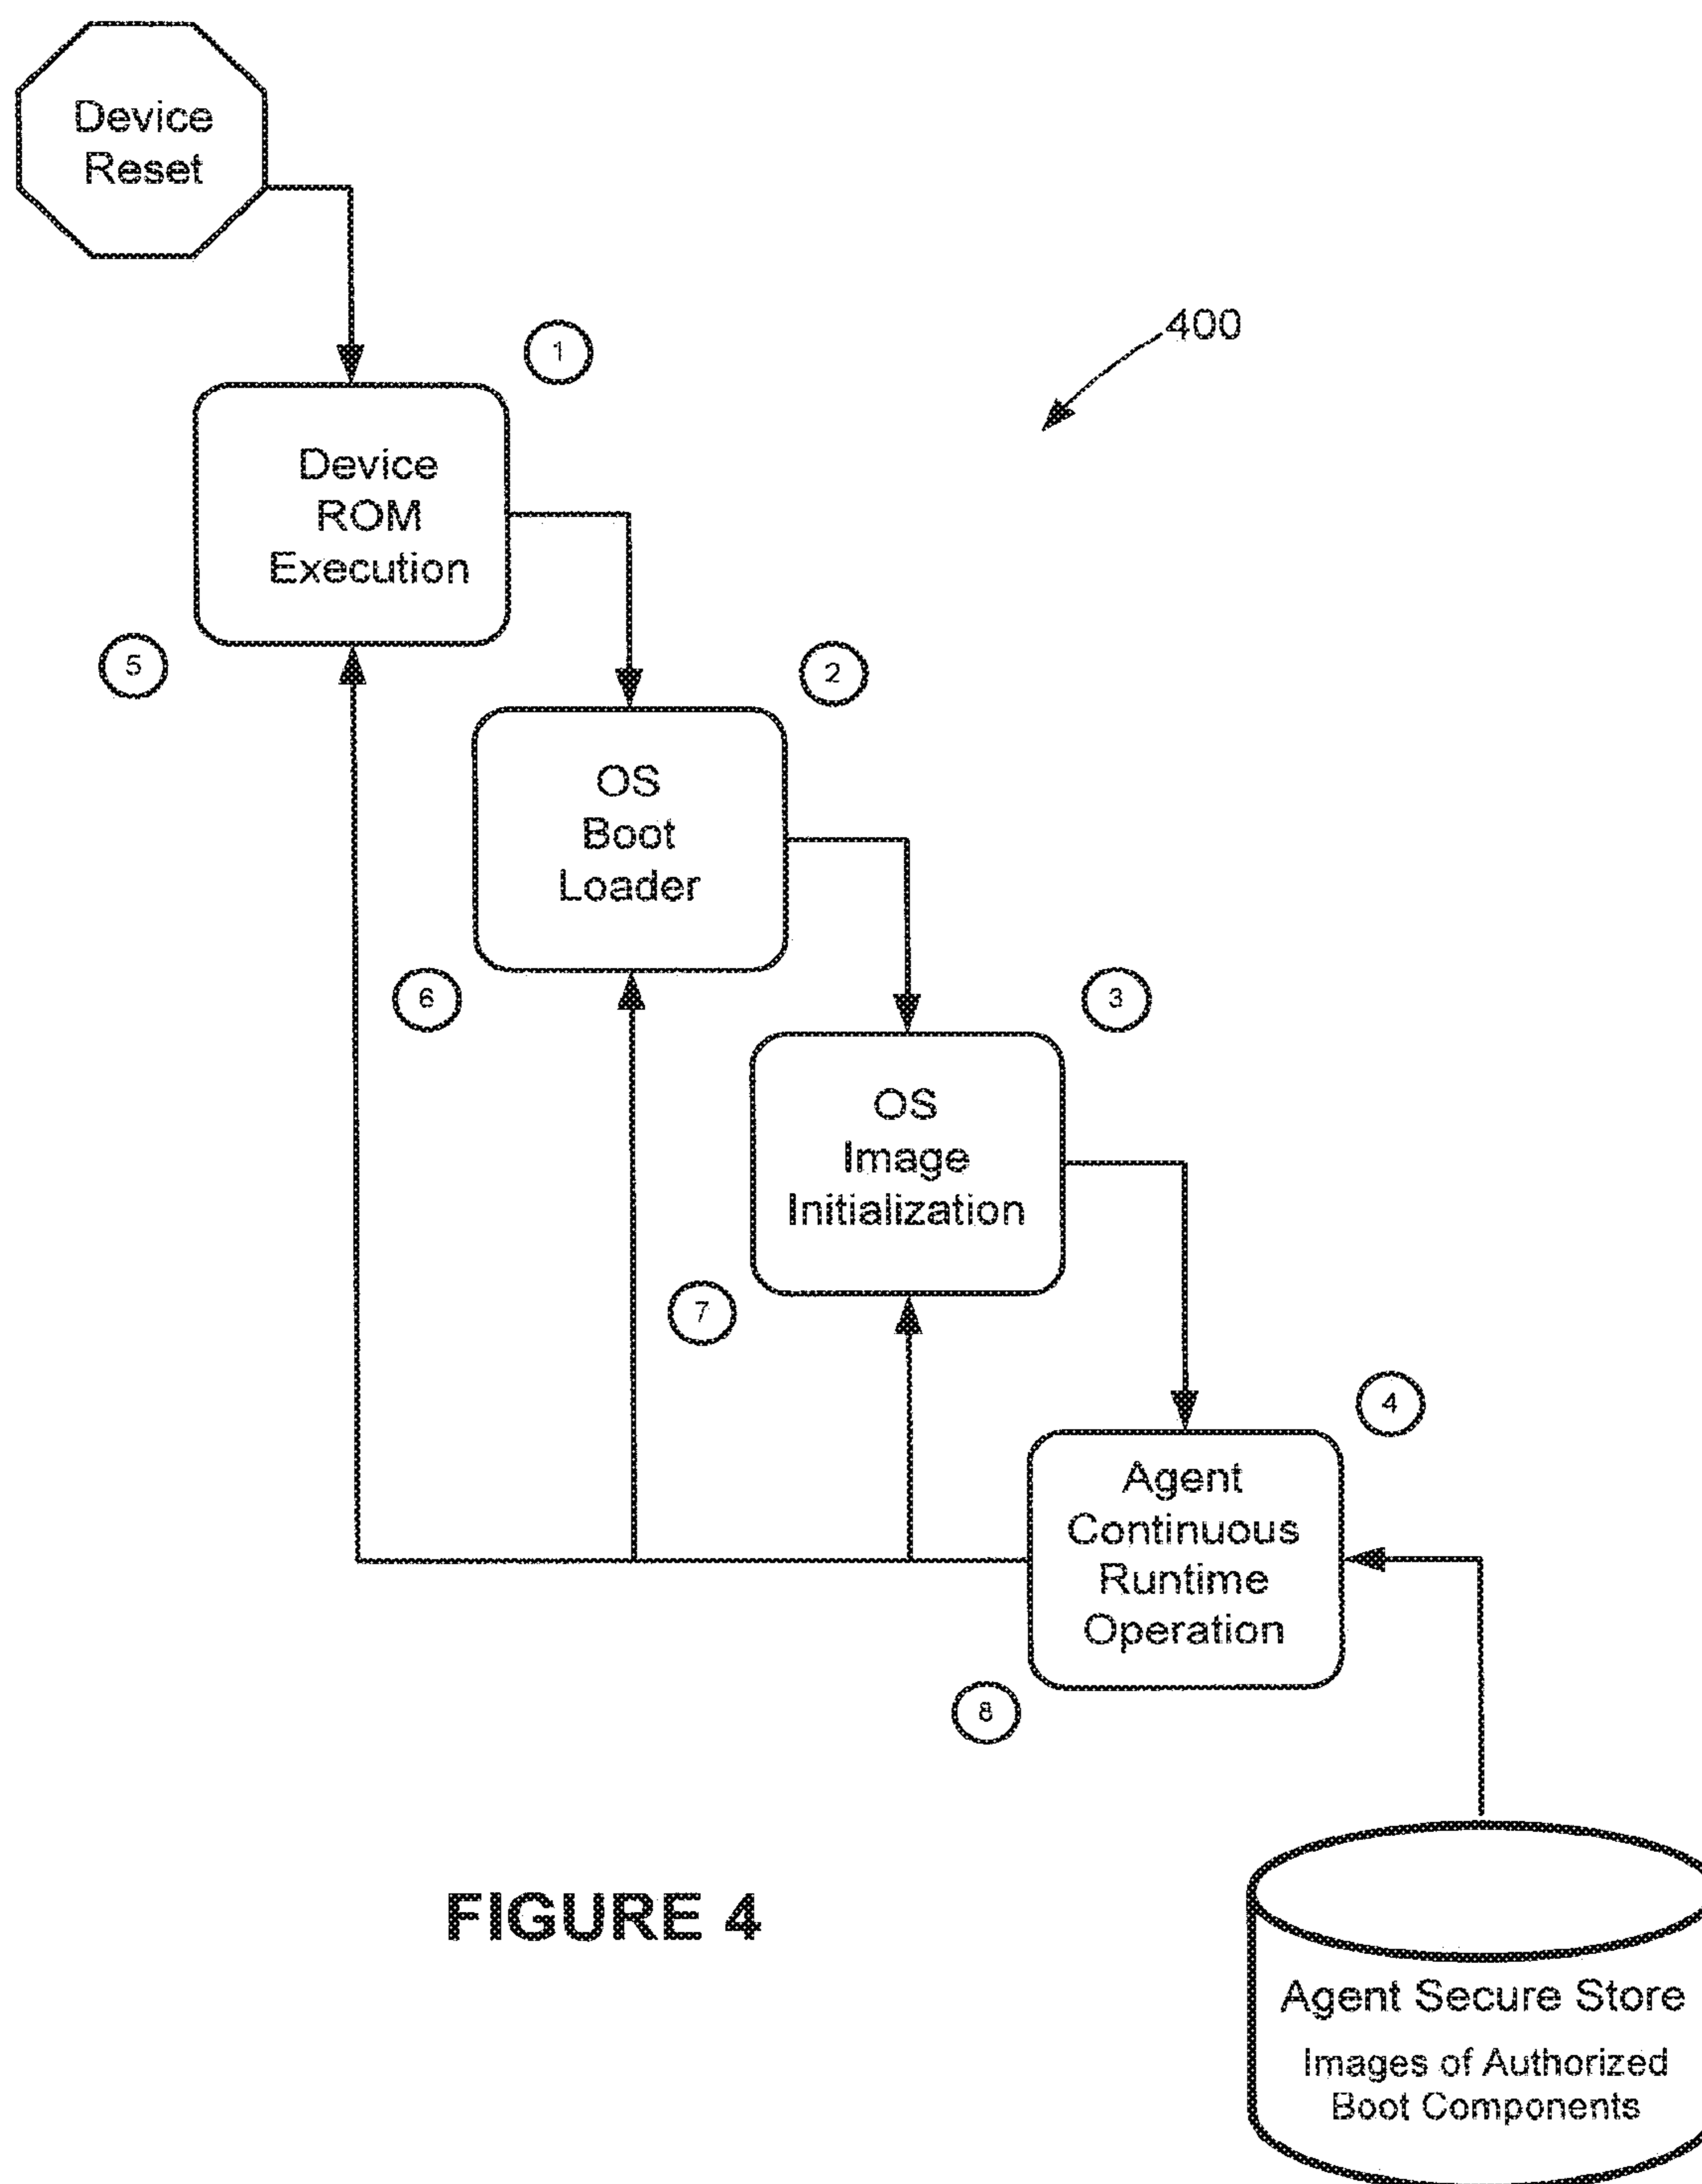 Device
Reset
400
1
Device
ROM
Execution
5
2
OS
Boot
Loader
6
3
OS
Image
Initialization
7
4
Agent
Continuous
Runtime
Operation
8
FIGURE 4
Agent Secure Store
Images of Authorized
Boot Components